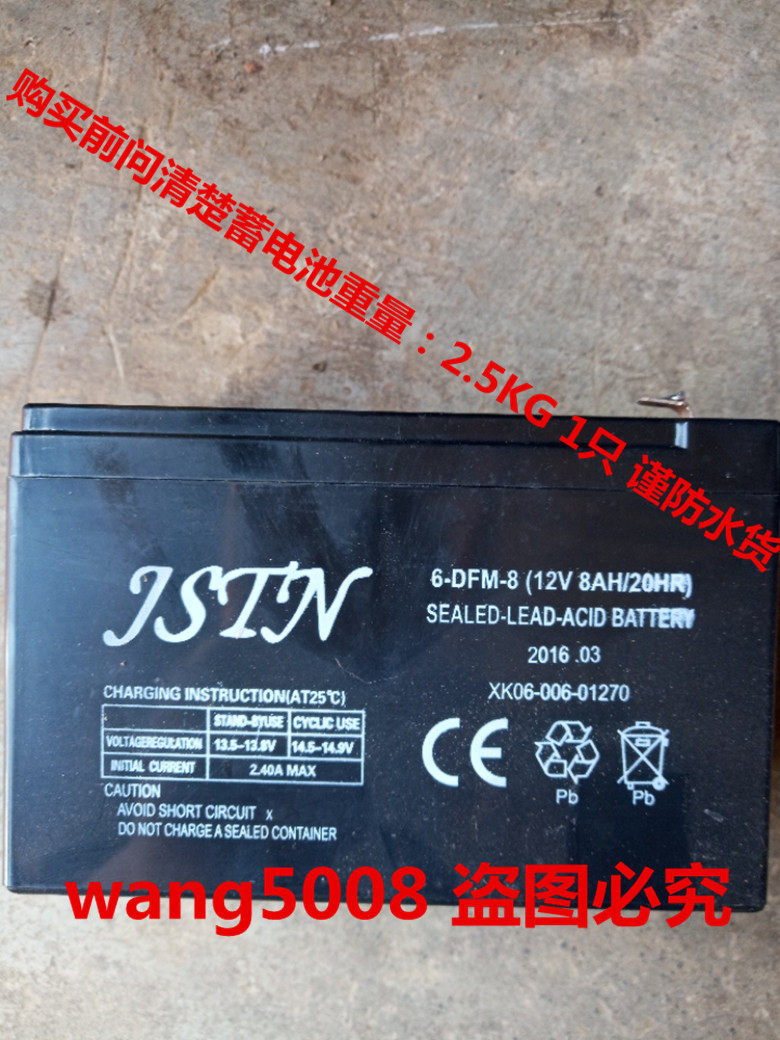 购买前问清楚蓄电池重量：2.5KG 1只 谨防水货
JSTN
6-DFM-8 (12V 8AH/20HR)
SEALED-LEAD-ACID BATTERY
2016 .03
XK06-006-01270
CHARGING INSTRUCTION(AT25℃)
STAND-BYUSE CYCLIC USE
VOLTAGEREGULATION 13.5-13.8V 14.5-14.9V
INITIAL CURRENT 2.40A MAX
CAUTION
AVOID SHORT CIRCUIT x
DO NOT CHARGE A SEALED CONTAINER
CE
Pb Pb
wang5008 盗图必究